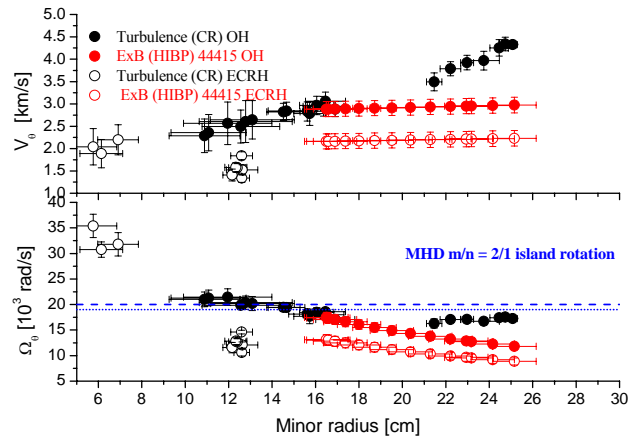 5.0
4.5
4.0
3.5
3.0
2.5
2.0
1.5
1.0
V_θ [km/s]
Turbulence (CR) OH
ExB (HIBP) 44415 OH
Turbulence (CR) ECRH
ExB (HIBP) 44415 ECRH
40
35
30
25
20
15
10
5
Ω_θ [10³ rad/s]
MHD m/n = 2/1 island rotation
6 8 10 12 14 16 18 20 22 24 26 28 30
Minor radius [cm]